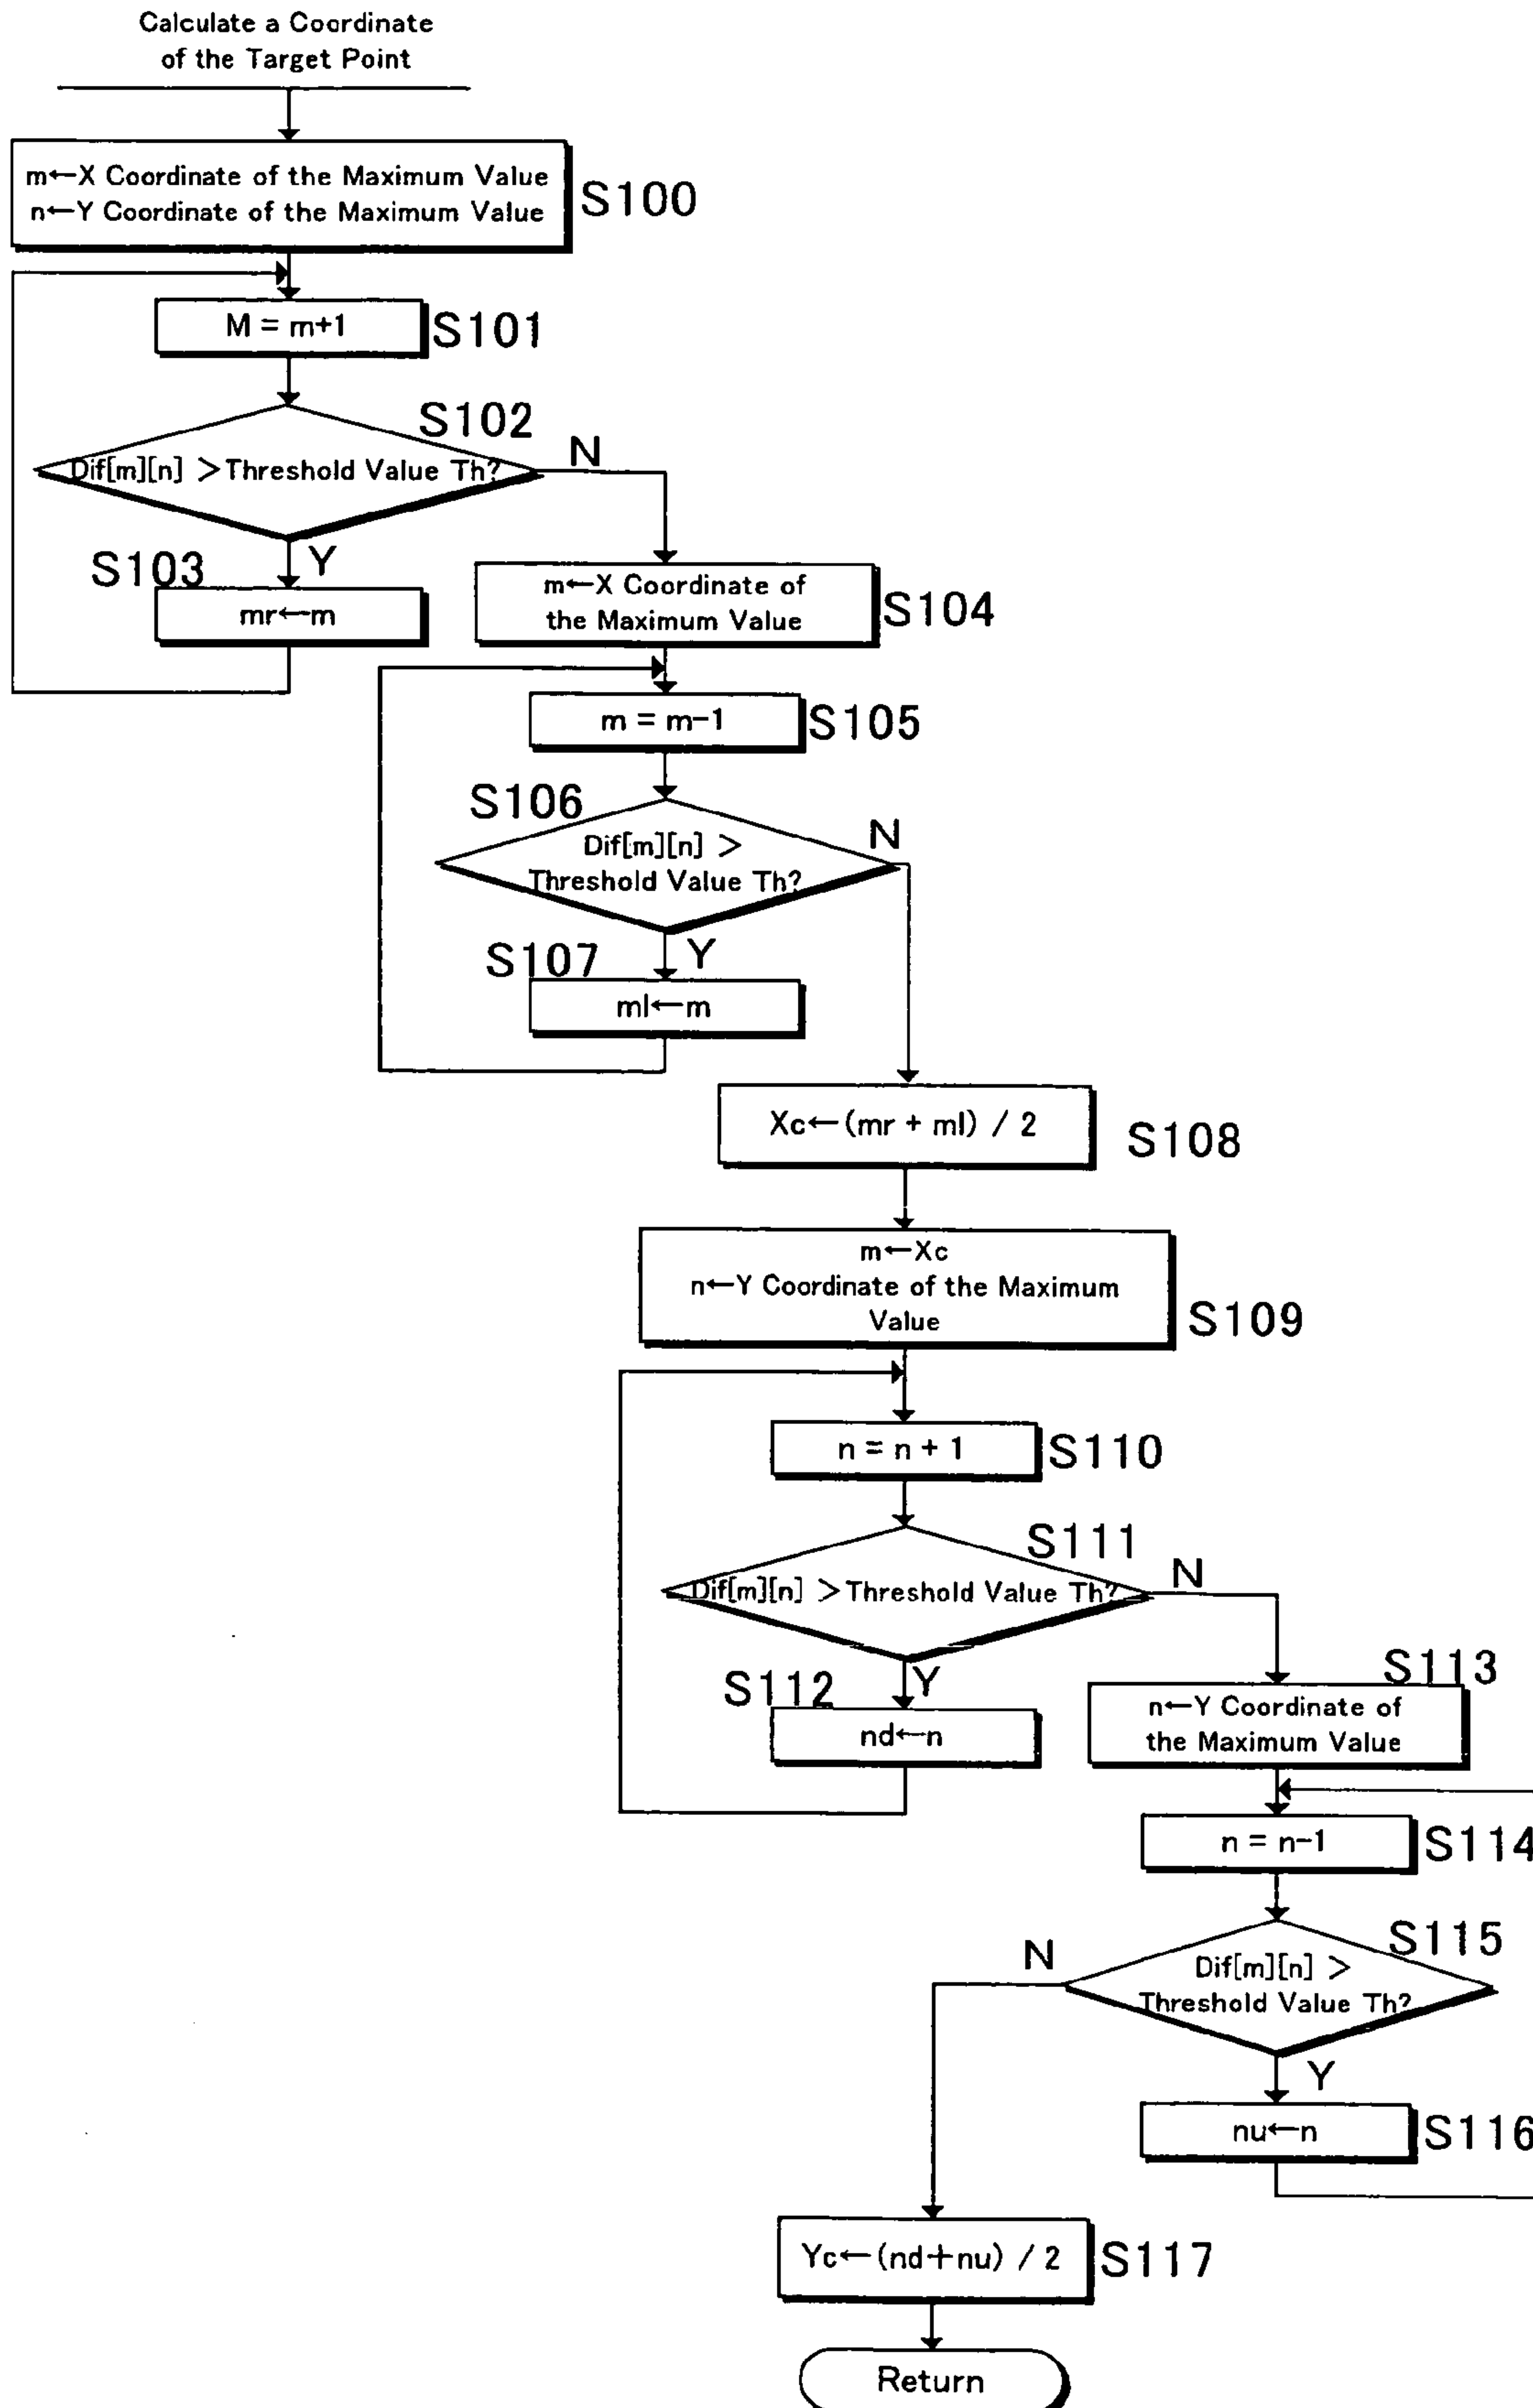 Calculate a Coordinate
of the Target Point
m←X Coordinate of the Maximum Value
n←Y Coordinate of the Maximum Value
S100
M = m+1
S101
S102
Dif[m][n] >Threshold Value Th?
N
Y
S103
mr←m
m←X Coordinate of
the Maximum Value
S104
m = m-1
S105
S106
Dif[m][n] >
Threshold Value Th?
N
Y
S107
ml←m
Xc←(mr + ml) / 2
S108
m←Xc
n←Y Coordinate of the Maximum
Value
S109
n = n + 1
S110
S111
Dif[m][n] >Threshold Value Th?
N
Y
S112
nd←n
S113
n←Y Coordinate of
the Maximum Value
n = n-1
S114
S115
Dif[m][n] >
Threshold Value Th?
N
Y
nu←n
S116
Yc←(nd+nu) / 2
S117
Return